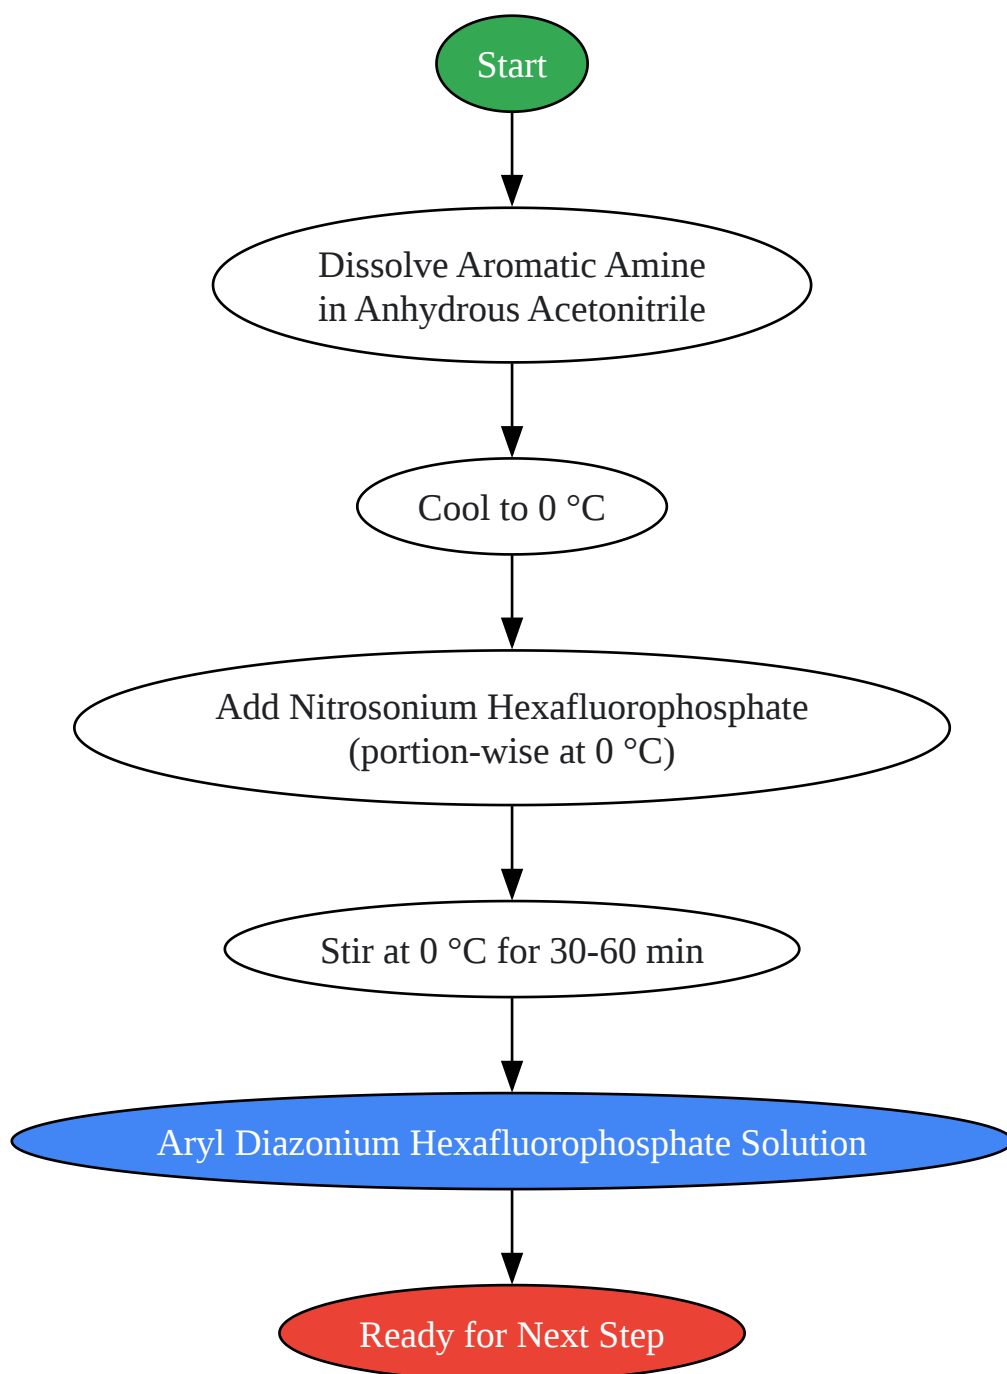 Start
Dissolve Aromatic Amine
in Anhydrous Acetonitrile
Cool to 0 °C
Add Nitrosonium Hexafluorophosphate
(portion-wise at 0 °C)
Stir at 0 °C for 30-60 min
Aryl Diazonium Hexafluorophosphate Solution
Ready for Next Step